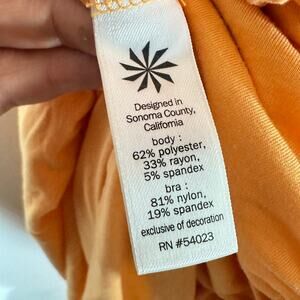 Designed in
Sonoma County,
California
body :
62% polyester,
33% rayon,
5% spandex
bra :
81% nylon,
19% spandex
exclusive of decoration
RN #54023